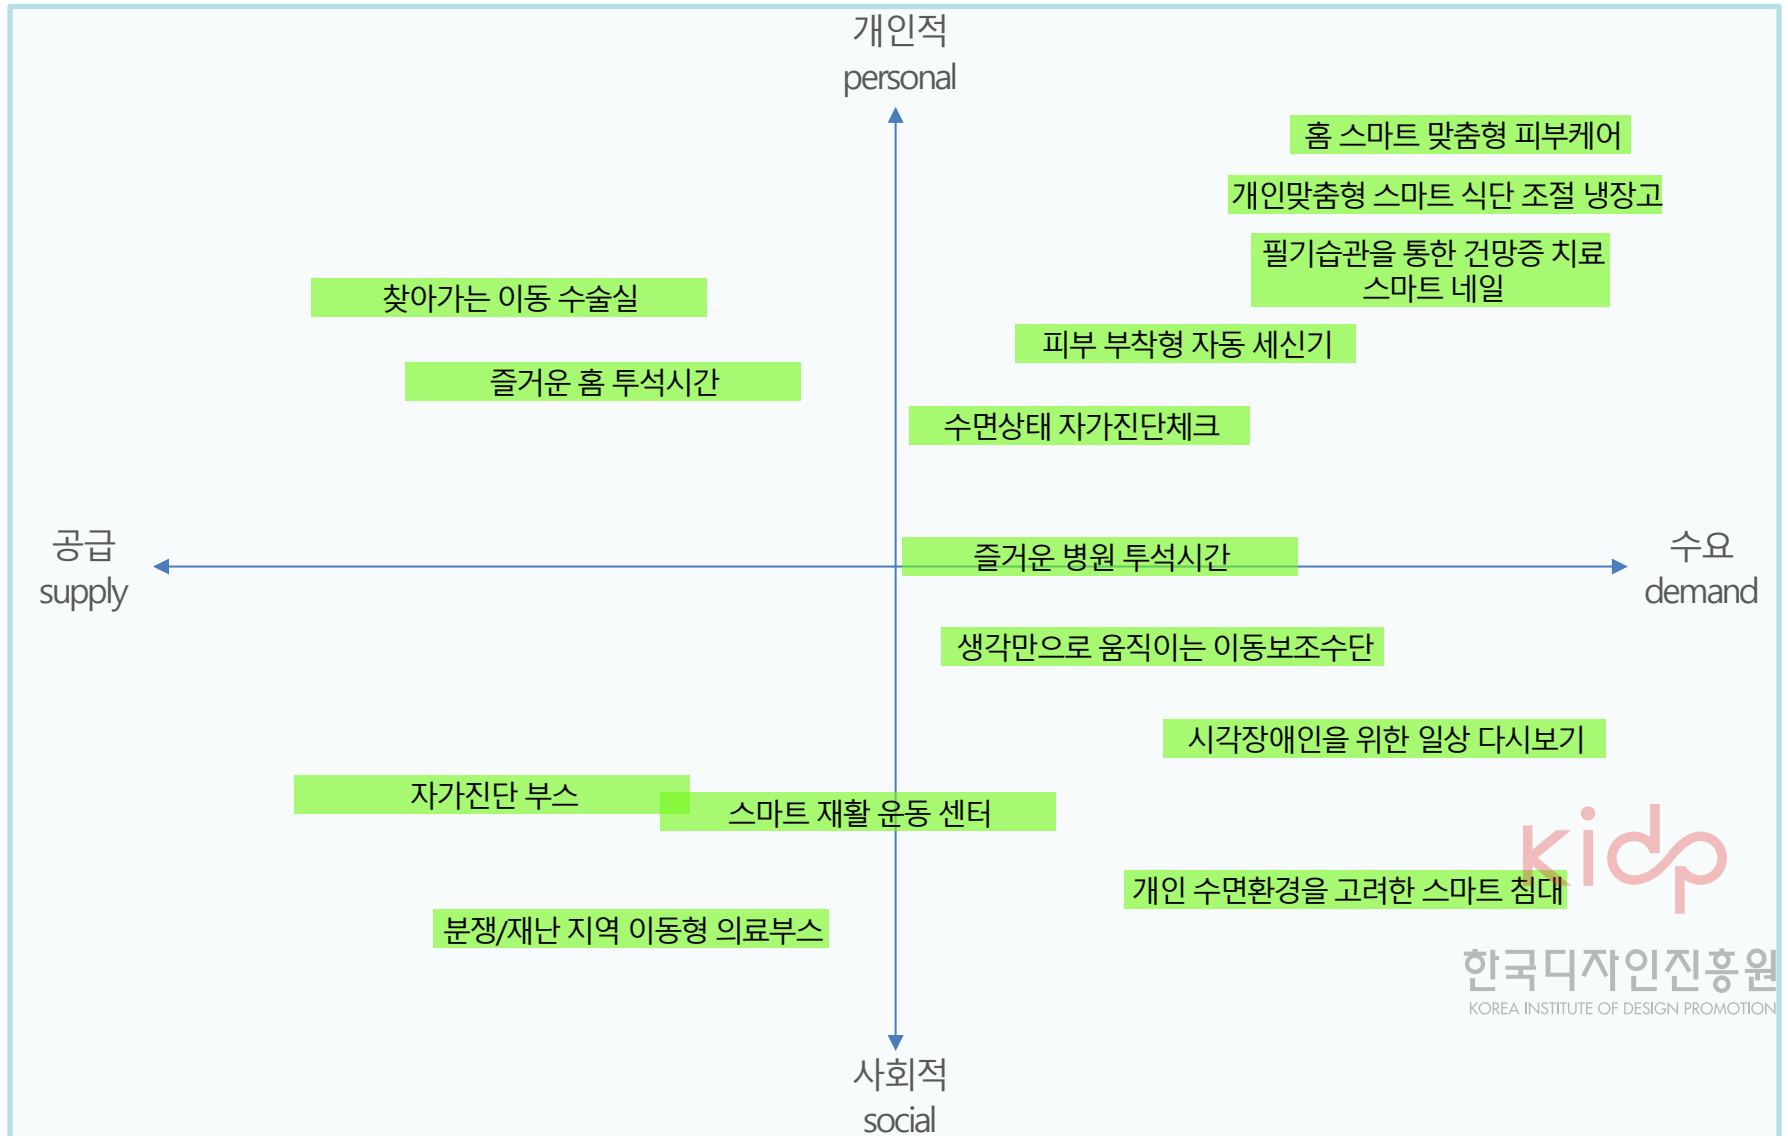 개인적
personal
홈 스마트 맞춤형 피부케어
개인맞춤형 스마트 식단 조절 냉장고
필기습관을 통한 건망증 치료
스마트 네일
찾아가는 이동 수술실
피부 부착형 자동 세신기
즐거운 홈 투석시간
수면상태 자가진단체크
공급
supply
즐거운 병원 투석시간
수요
demand
생각만으로 움직이는 이동보조수단
시각장애인을 위한 일상 다시보기
자가진단 부스
스마트 재활 운동 센터
kidp
개인 수면환경을 고려한 스마트 침대
분쟁/재난 지역 이동형 의료부스
한국디자인진흥원
KOREA INSTITUTE OF DESIGN PROMOTION
사회적
social